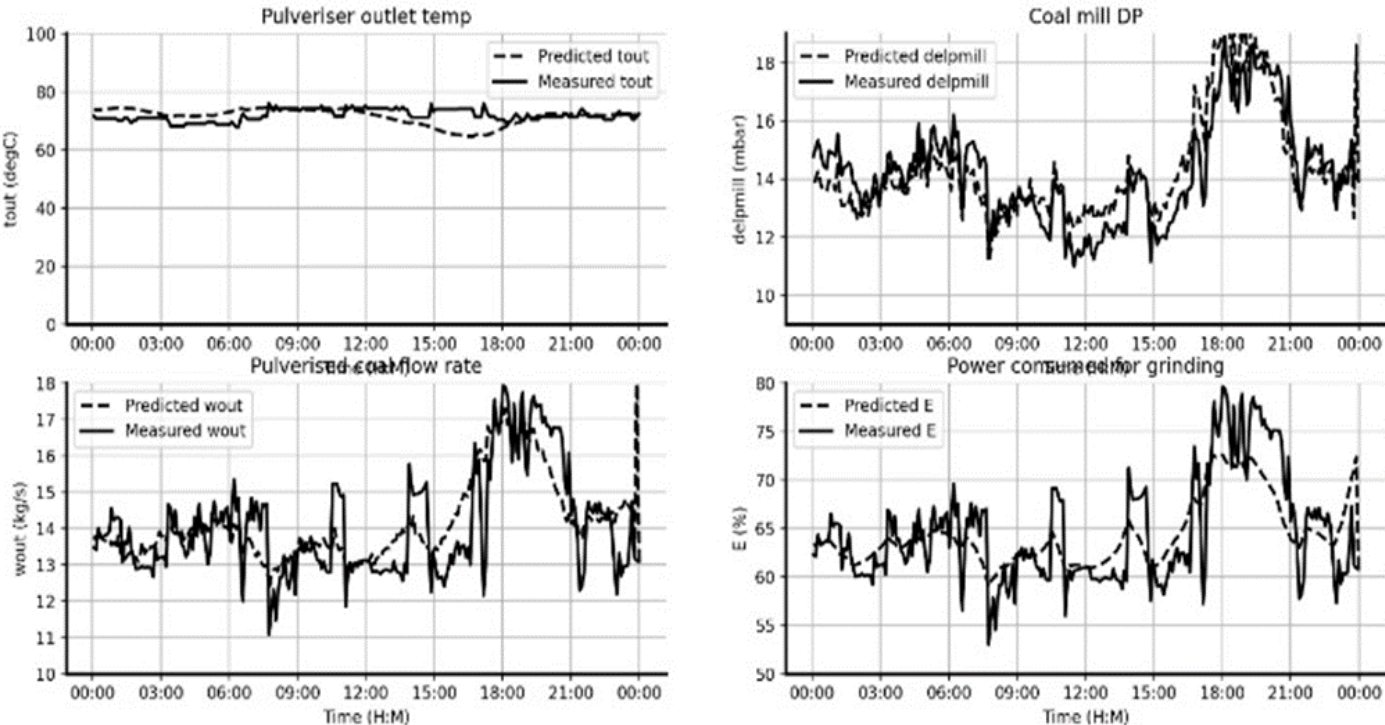 Pulveriser outlet temp
100
80
60
40
20
0
tout (degC)
Predicted tout
Measured tout
00:00 03:00 06:00 09:00 12:00 15:00 18:00 21:00 00:00
Time (H:M)
Coal mill DP
18
16
14
12
10
delpmill (mbar)
Predicted delpmill
Measured delpmill
00:00 03:00 06:00 09:00 12:00 15:00 18:00 21:00 00:00
Time (H:M)
Pulverised coal flow rate
18
17
16
15
14
13
12
11
10
wout (kg/s)
Predicted wout
Measured wout
00:00 03:00 06:00 09:00 12:00 15:00 18:00 21:00 00:00
Time (H:M)
Power consumed for grinding
80
75
70
65
60
55
50
E (%)
Predicted E
Measured E
00:00 03:00 06:00 09:00 12:00 15:00 18:00 21:00 00:00
Time (H:M)